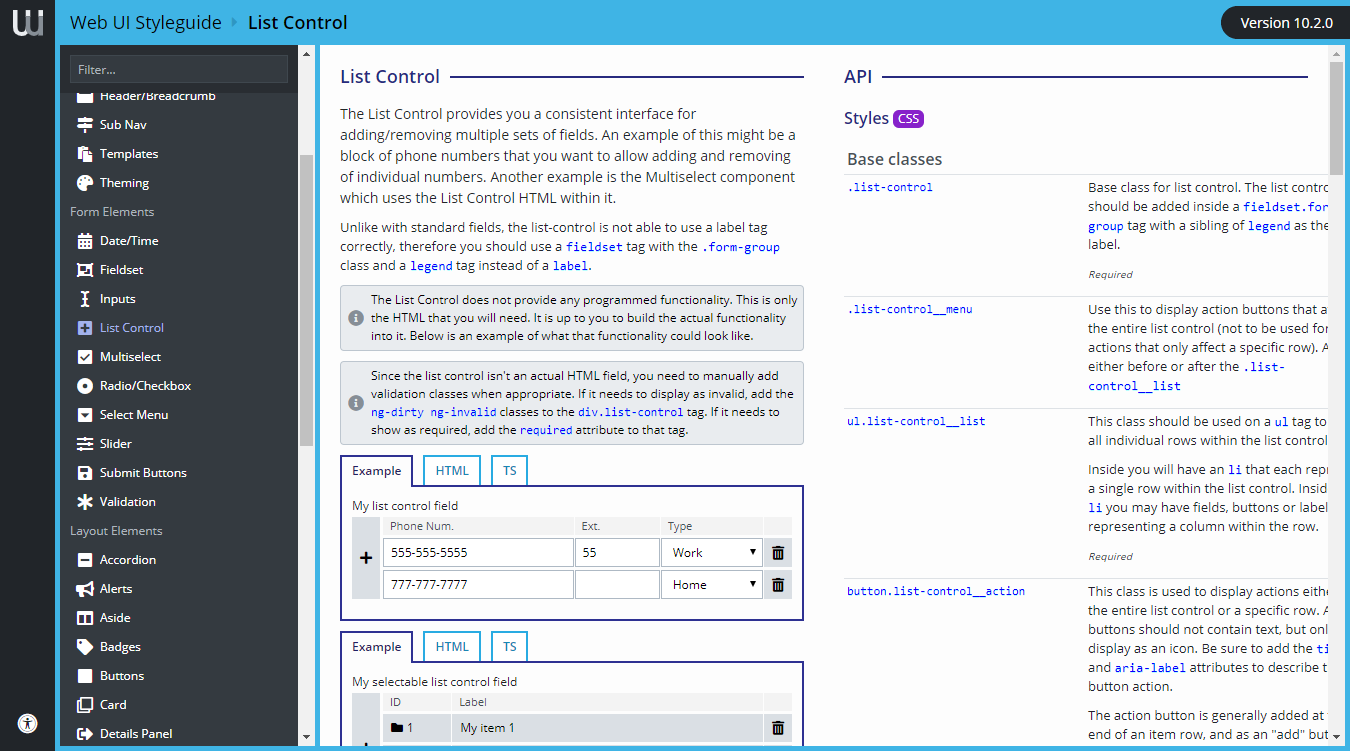 Web UI Styleguide List Control
Version 10.2.0
Filter...
Header/Breadcrumb
Sub Nav
Templates
Theming
Form Elements
Date/Time
Fieldset
Inputs
List Control
Multiselect
Radio/Checkbox
Select Menu
Slider
Submit Buttons
Validation
Layout Elements
Accordion
Alerts
Aside
Badges
Buttons
Card
Details Panel
List Control
The List Control provides you a consistent interface for
adding/removing multiple sets of fields. An example of this might be a
block of phone numbers that you want to allow adding and removing
of individual numbers. Another example is the Multiselect component
which uses the List Control HTML within it.
Unlike with standard fields, the list-control is not able to use a label tag
correctly, therefore you should use a fieldset tag with the .form-group
class and a legend tag instead of a label.
The List Control does not provide any programmed functionality. This is only
the HTML that you will need. It is up to you to build the actual functionality
into it. Below is an example of what that functionality could look like.
Since the list control isn't an actual HTML field, you need to manually add
validation classes when appropriate. If it needs to display as invalid, add the
ng-dirty ng-invalid classes to the div.list-control tag. If it needs to
show as required, add the required attribute to that tag.
Example HTML TS
My list control field
Phone Num. Ext. Type
555-555-5555 55 Work
777-777-7777 Home
Example HTML TS
My selectable list control field
ID Label
1 My item 1
API
Styles CSS
Base classes
.list-control
Base class for list control. The list contro
should be added inside a fieldset.for
group tag with a sibling of legend as the
label.
Required
.list-control__menu
Use this to display action buttons that a
the entire list control (not to be used for
actions that only affect a specific row). A
either before or after the .list-
control__list
ul.list-control__list
This class should be used on a ul tag to
all individual rows within the list control
Inside you will have an li that each repr
a single row within the list control. Insid
li you may have fields, buttons or label
representing a column within the row.
Required
button.list-control__action
This class is used to display actions eithe
the entire list control or a specific row. A
buttons should not contain text, but onl
display as an icon. Be sure to add the ti
and aria-label attributes to describe t
button action.
The action button is generally added at
end of an item row, and as an "add" but